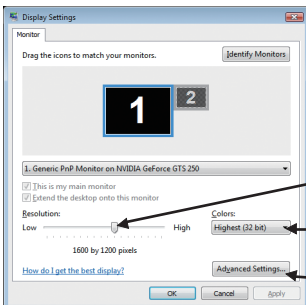 Display Settings
Monitor
Drag the icons to match your monitors.
Identify Monitors
1
2
1. Generic PnP Monitor on NVIDIA GeForce GTS 250
This is my main monitor
Extend the desktop onto this monitor
Resolution:
Colors:
Low
High
Highest (32 bit)
1600 by 1200 pixels
How do I get the best display?
Advanced Settings...
OK
Cancel
Apply